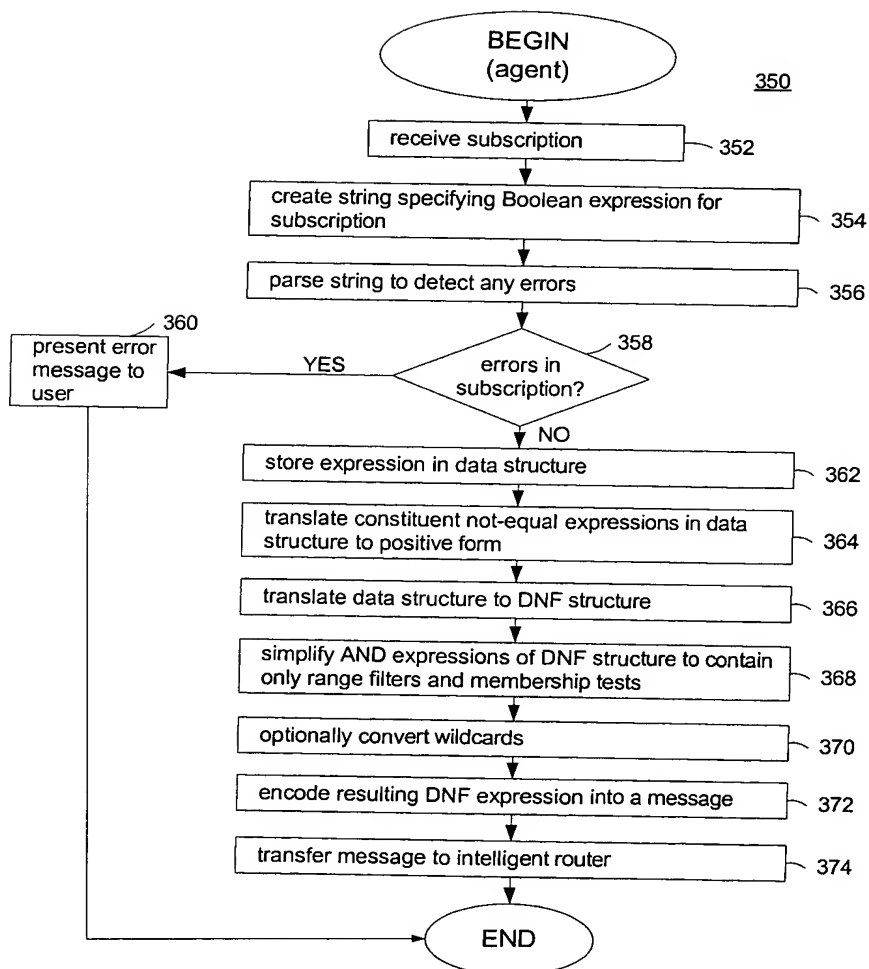 BEGIN
(agent)
350
receive subscription
352
create string specifying Boolean expression for
subscription
354
parse string to detect any errors
356
360
present error
message to
user
YES
errors in
subscription?
358
NO
store expression in data structure
362
translate constituent not-equal expressions in data
structure to positive form
364
translate data structure to DNF structure
366
simplify AND expressions of DNF structure to contain
only range filters and membership tests
368
optionally convert wildcards
370
encode resulting DNF expression into a message
372
transfer message to intelligent router
374
END